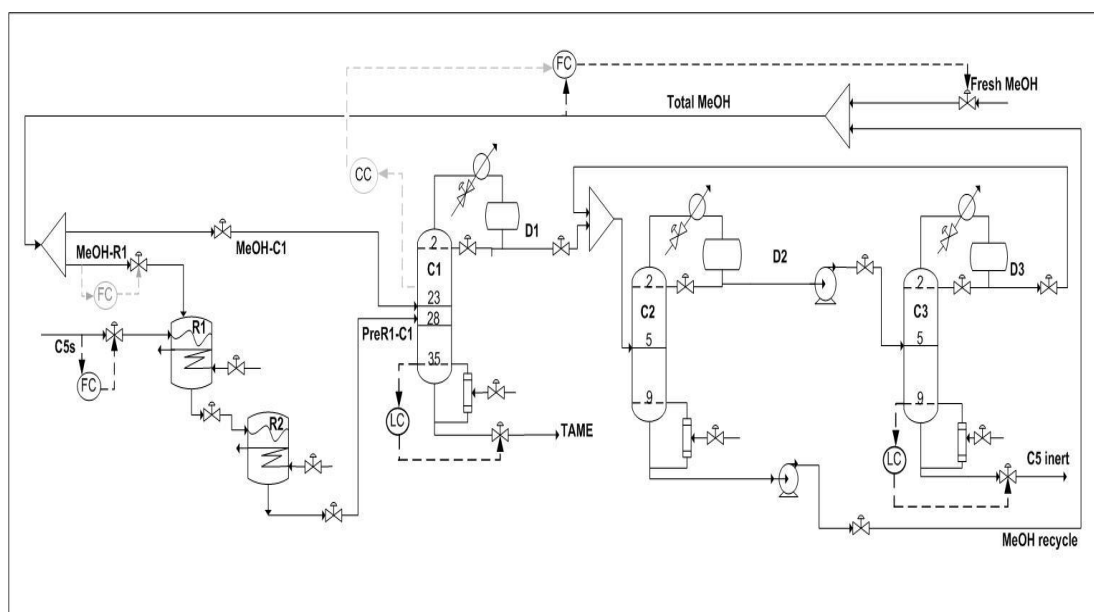 FC
Fresh MeOH
Total MeOH
CC
D1
2
C1
MeOH-R1
MeOH-C1
D2
2
C2
D3
2
C3
FC
23
28
PreR1-C1
R1
C5s
5
5
35
FC
9
9
LC
R2
TAME
LC
C5 inert
MeOH recycle